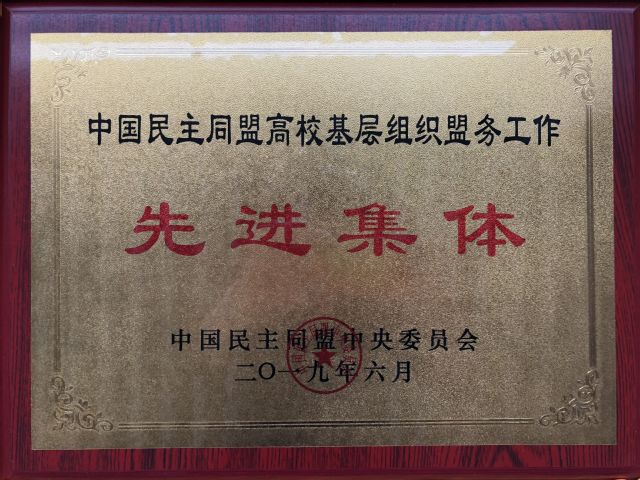 中国民主同盟高校基层组织盟务工作
先进集体
中国民主同盟中央委员会
二〇一九年六月